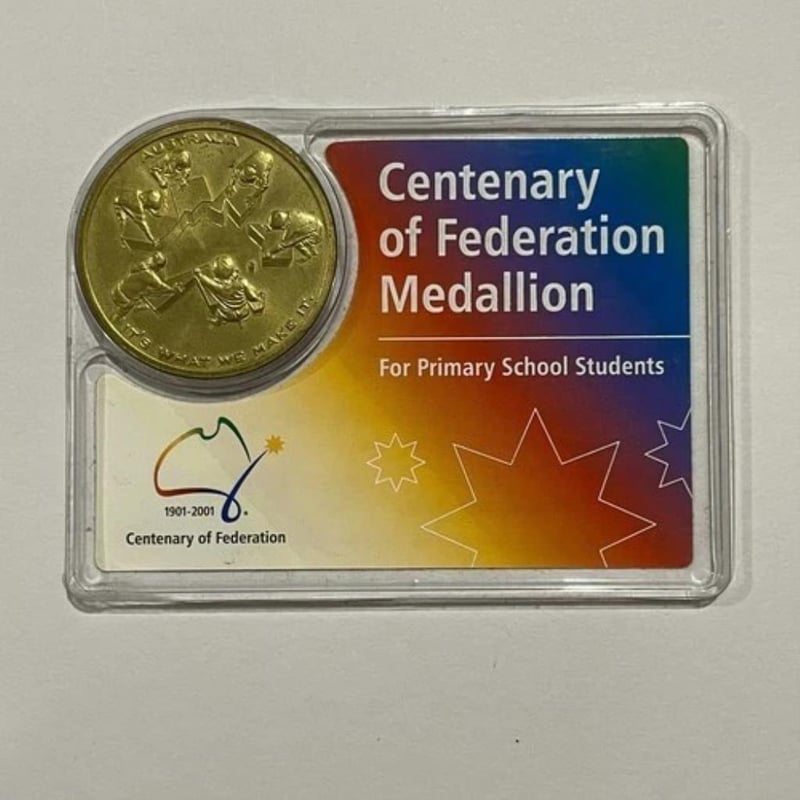 AUSTRALIA
IT'S WHAT WE MAKE IT.
Centenary
of Federation
Medallion
For Primary School Students
1901-2001
Centenary of Federation